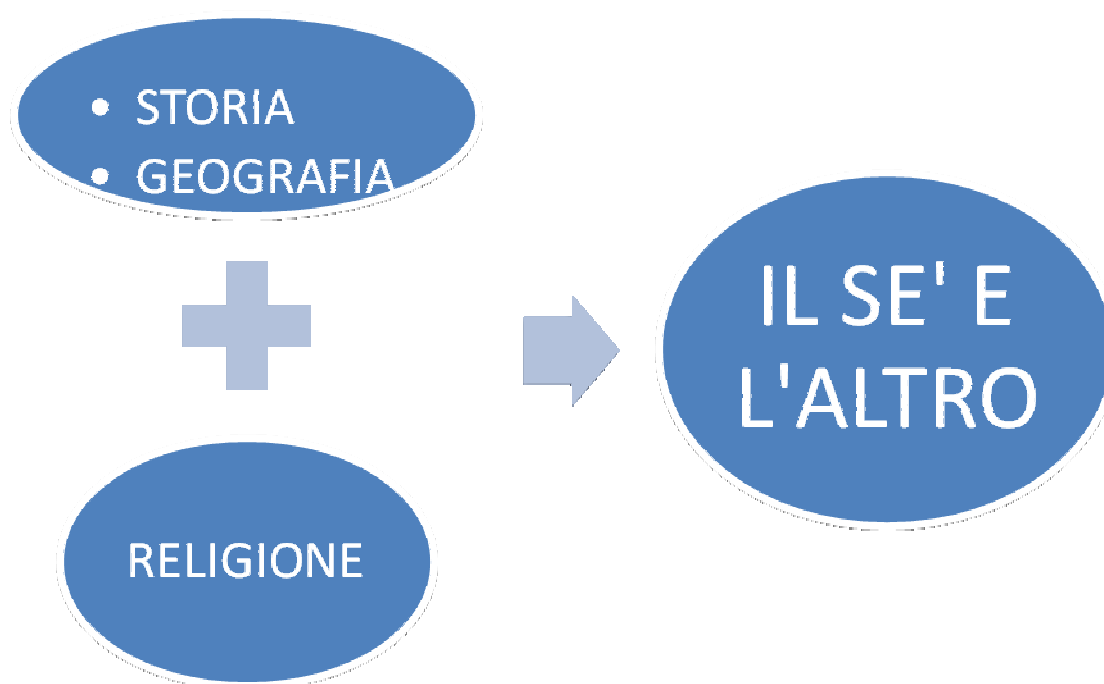 • STORIA
• GEOGRAFIA
RELIGIONE
IL SE' E
L'ALTRO